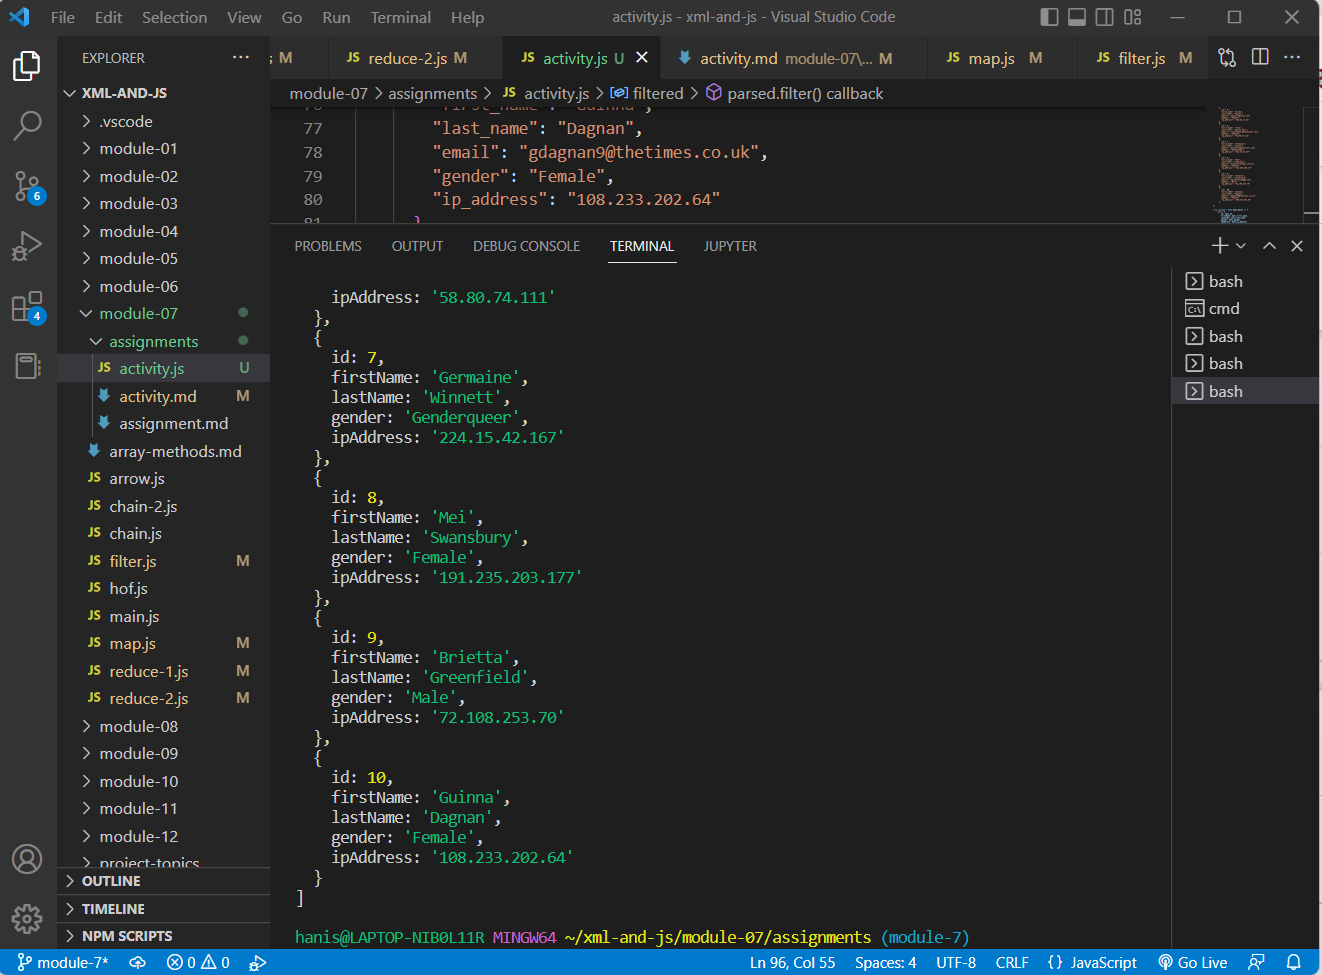 File Edit Selection View Go Run Terminal Help activity.js - xml-and-js - Visual Studio Code
EXPLORER
M JS reduce-2.js M JS activity.js U activity.md module-07\... M JS map.js M JS filter.js M
module-07 > assignments > JS activity.js > filtered > parsed.filter() callback
XML-AND-JS
.vscode
module-01
module-02
module-03
module-04
module-05
module-06
module-07
assignments
JS activity.js U
activity.md M
assignment.md
array-methods.md
JS arrow.js
JS chain-2.js
JS chain.js
JS filter.js M
JS hof.js
JS main.js
JS map.js M
JS reduce-1.js M
JS reduce-2.js M
module-08
module-09
module-10
module-11
module-12
project-topics
OUTLINE
TIMELINE
NPM SCRIPTS
6
4
76 "first_name": "Guinna",
77 "last_name": "Dagnan",
78 "email": "gdagnan9@thetimes.co.uk",
79 "gender": "Female",
80 "ip_address": "108.233.202.64"
81 }
PROBLEMS OUTPUT DEBUG CONSOLE TERMINAL JUPYTER
ipAddress: '58.80.74.111'
},
{
id: 7,
firstName: 'Germaine',
lastName: 'Winnett',
gender: 'Genderqueer',
ipAddress: '224.15.42.167'
},
{
id: 8,
firstName: 'Mei',
lastName: 'Swansbury',
gender: 'Female',
ipAddress: '191.235.203.177'
},
{
id: 9,
firstName: 'Brietta',
lastName: 'Greenfield',
gender: 'Male',
ipAddress: '72.108.253.70'
},
{
id: 10,
firstName: 'Guinna',
lastName: 'Dagnan',
gender: 'Female',
ipAddress: '108.233.202.64'
}
]
hanis@LAPTOP-NIB0L11R MINGW64 ~/xml-and-js/module-07/assignments (module-7)
bash
cmd
bash
bash
bash
module-7* 0 0 Ln 96, Col 55 Spaces: 4 UTF-8 CRLF {} JavaScript Go Live